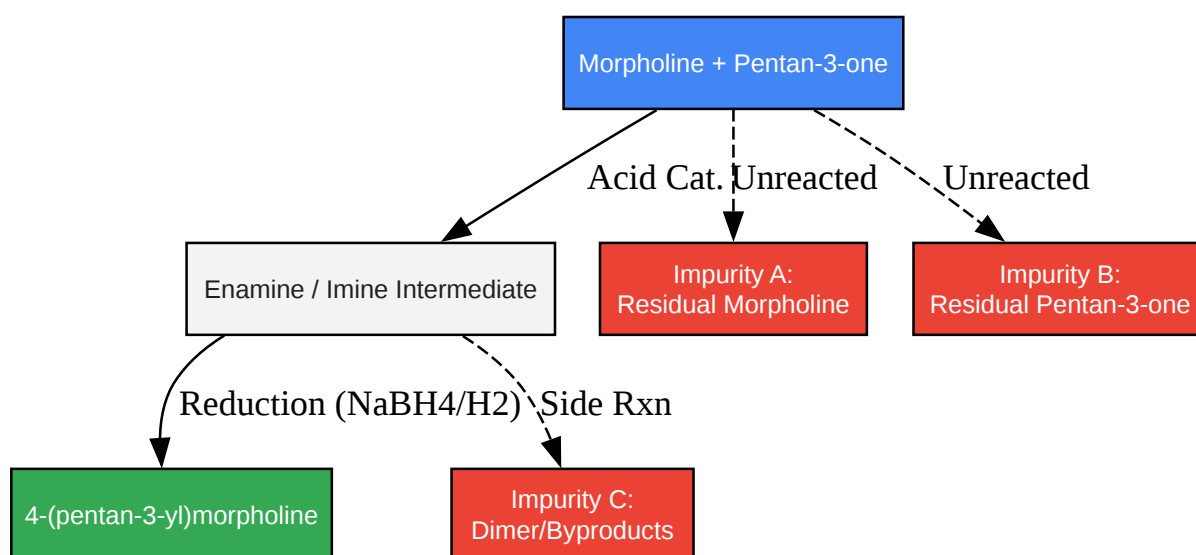 Morpholine + Pentan-3-one
Acid Cat.
Unreacted
Unreacted
Enamine / Imine Intermediate
Impurity A:
Residual Morpholine
Impurity B:
Residual Pentan-3-one
Reduction (NaBH4/H2)
Side Rxn
4-(pentan-3-yl)morpholine
Impurity C:
Dimer/Byproducts